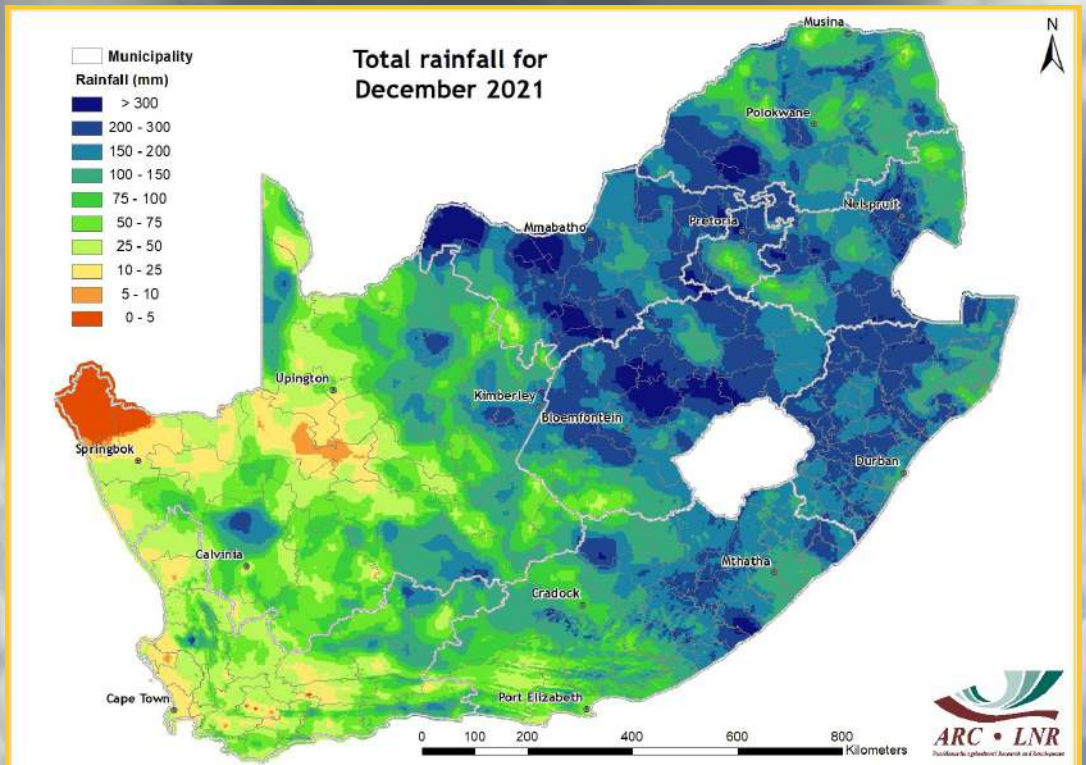 Total rainfall for
December 2021
Municipality
Rainfall (mm)
> 300
200 - 300
150 - 200
100 - 150
75 - 100
50 - 75
25 - 50
10 - 25
5 - 10
0 - 5
N
Musina
Polokwane
Nelspruit
Pretoria
Mmabatho
Upington
Kimberley
Bloemfontein
Springbok
Durban
Calvinia
Mthatha
Cradock
Cape Town
Port Elizabeth
0 100 200 400 600 800
Kilometers
ARC • LNR